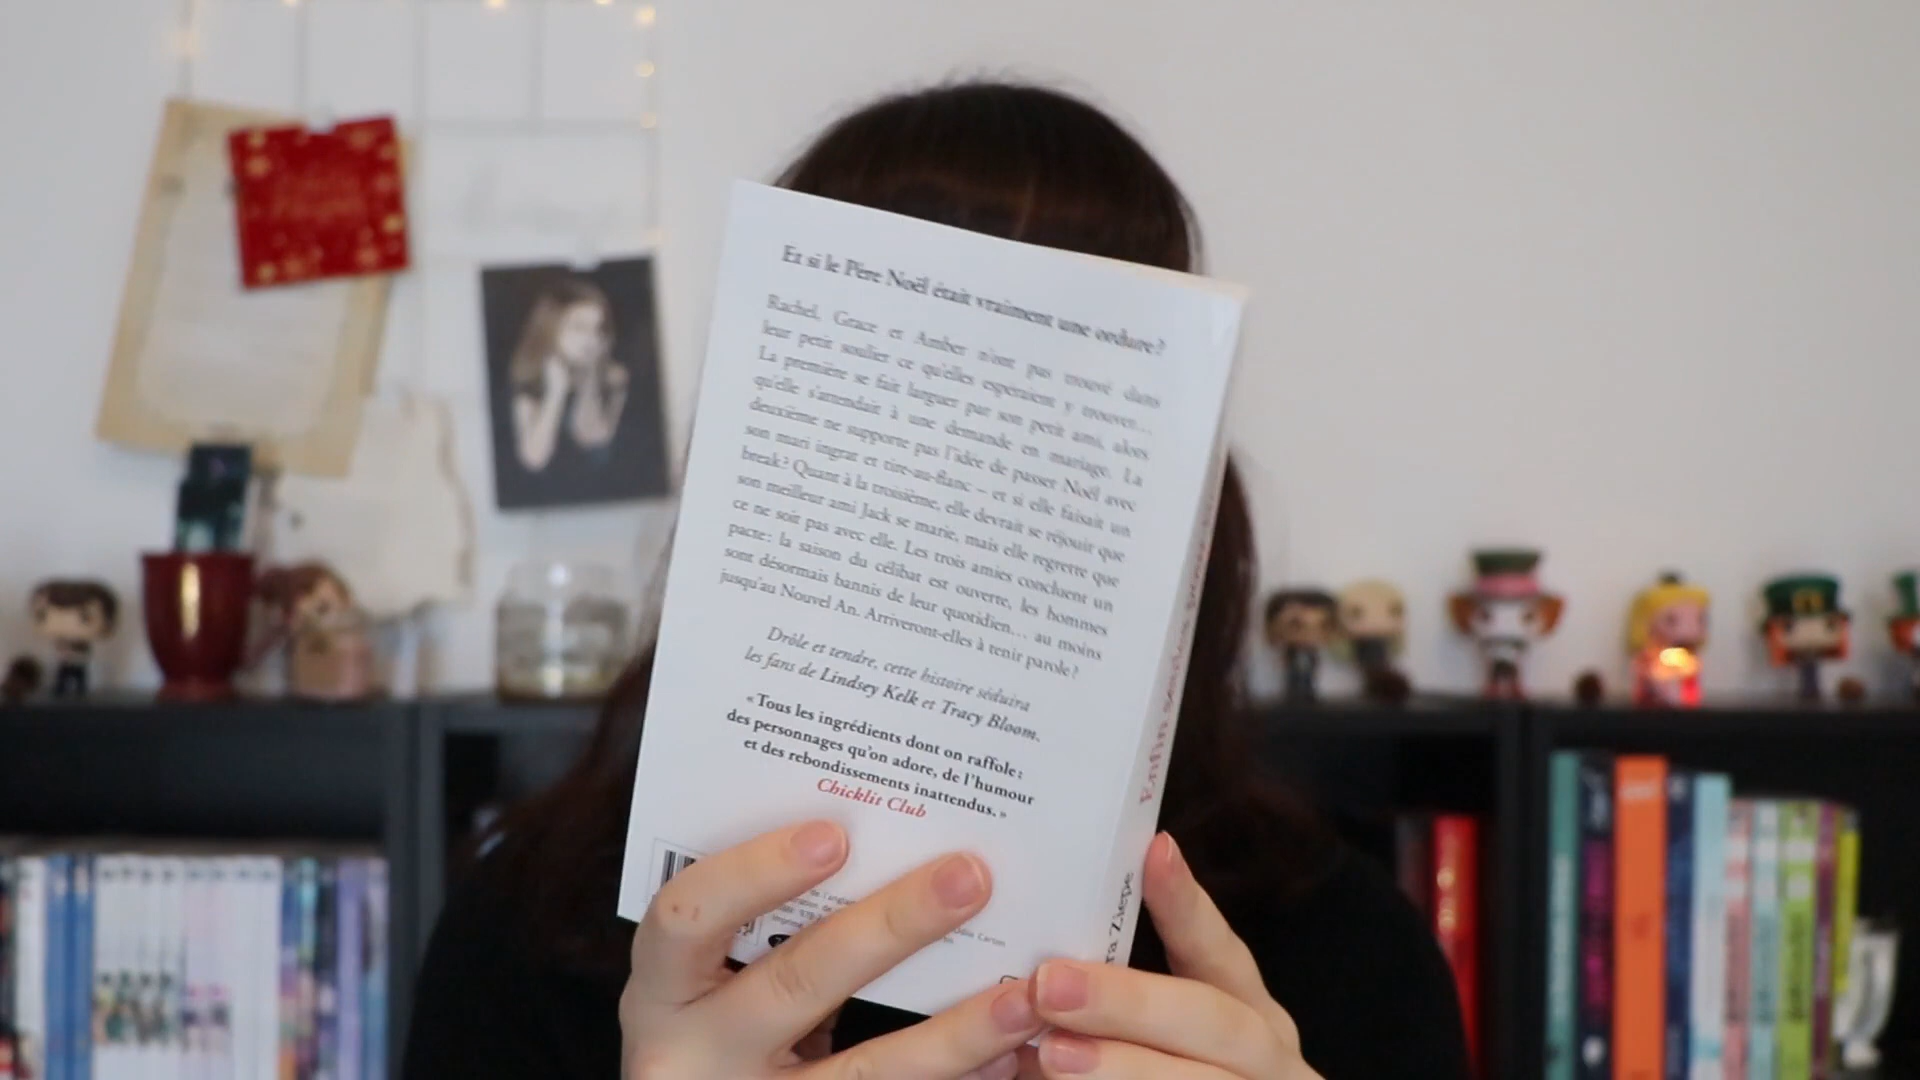 Et si le Père Noël était vraiment une ordure ?
Rachel, Grace et Amber n'ont pas trouvé dans
leur petit soulier ce qu'elles espéraient y trouver...
La première se fait larguer par son petit ami, alors
qu'elle s'attendait à une demande en mariage. La
deuxième ne supporte pas l'idée de passer Noël avec
son mari ingrat et tire-au-flanc – et si elle faisait un
break ? Quant à la troisième, elle devrait se réjouir que
son meilleur ami Jack se marie, mais elle regrette que
ce ne soit pas avec elle. Les trois amies concluent un
pacte : la saison du célibat est ouverte, les hommes
sont désormais bannis de leur quotidien... au moins
jusqu'au Nouvel An. Arriveront-elles à tenir parole ?
Drôle et tendre, cette histoire séduira
les fans de Lindsey Kelk et Tracy Bloom.
« Tous les ingrédients dont on raffole :
des personnages qu'on adore, de l'humour
et des rebondissements inattendus. »
Chicklit Club
ra Ziepe